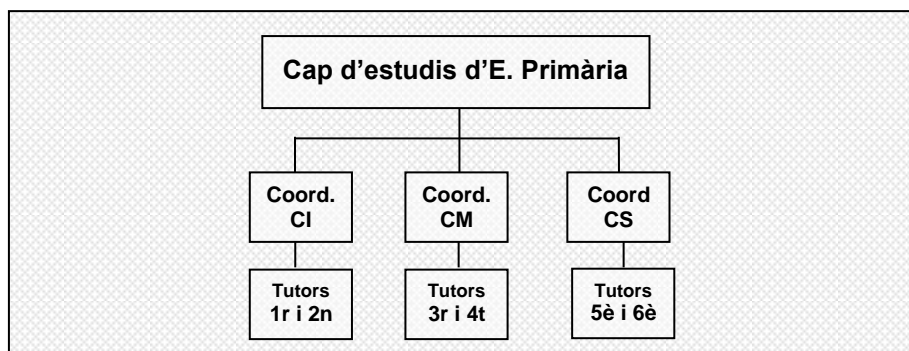 Cap d’estudis d’E. Primària
Coord.
CI
Coord.
CM
Coord
CS
Tutors
1r i 2n
Tutors
3r i 4t
Tutors
5è i 6è